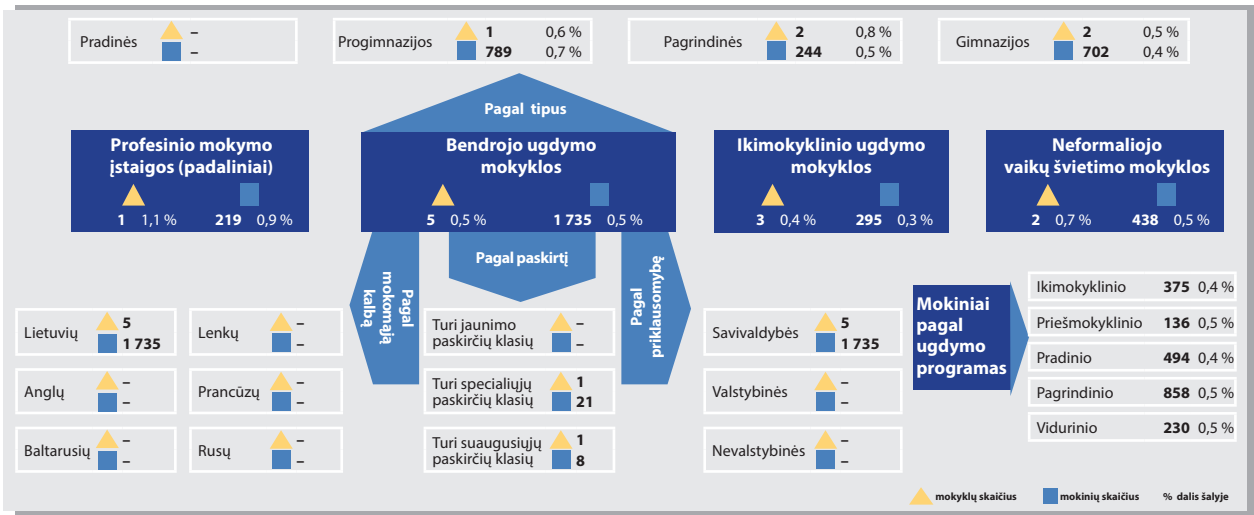 Pradinės
–
–
Progimnazijos
1 0,6 %
789 0,7 %
Pagrindinės
2 0,8 %
244 0,5 %
Gimnazijos
2 0,5 %
702 0,4 %
Pagal tipus
Profesinio mokymo
įstaigos (padaliniai)
1 1,1 % 219 0,9 %
Bendrojo ugdymo
mokyklos
5 0,5 % 1 735 0,5 %
Ikimokyklinio ugdymo
mokyklos
3 0,4 % 295 0,3 %
Neformaliojo
vaikų švietimo mokyklos
2 0,7 % 438 0,5 %
Pagal
mokomąją
kalbą
Pagal paskirtį
Pagal
priklausomybę
Lietuvių
5
1 735
Lenkų
–
–
Anglų
–
–
Prancūzų
–
–
Baltarusių
–
–
Rusų
–
–
Turi jaunimo
paskirčių klasių
–
–
Turi specialiųjų
paskirčių klasių
1
21
Turi suaugusiųjų
paskirčių klasių
1
8
Savivaldybės
5
1 735
Valstybinės
–
–
Nevalstybinės
–
–
Mokiniai
pagal
ugdymo
programas
Ikimokyklinio 375 0,4 %
Priešmokyklinio 136 0,5 %
Pradinio 494 0,4 %
Pagrindinio 858 0,5 %
Vidurinio 230 0,5 %
mokyklų skaičius mokinių skaičius % dalis šalyje